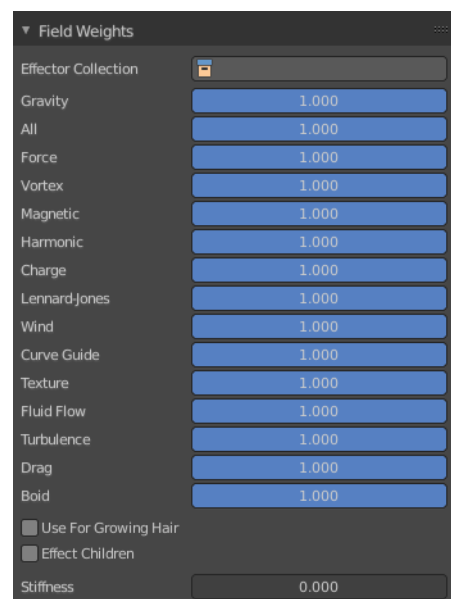 Field Weights
Effector Collection
Gravity 1.000
All 1.000
Force 1.000
Vortex 1.000
Magnetic 1.000
Harmonic 1.000
Charge 1.000
Lennard-Jones 1.000
Wind 1.000
Curve Guide 1.000
Texture 1.000
Fluid Flow 1.000
Turbulence 1.000
Drag 1.000
Boid 1.000
Use For Growing Hair
Effect Children
Stiffness 0.000